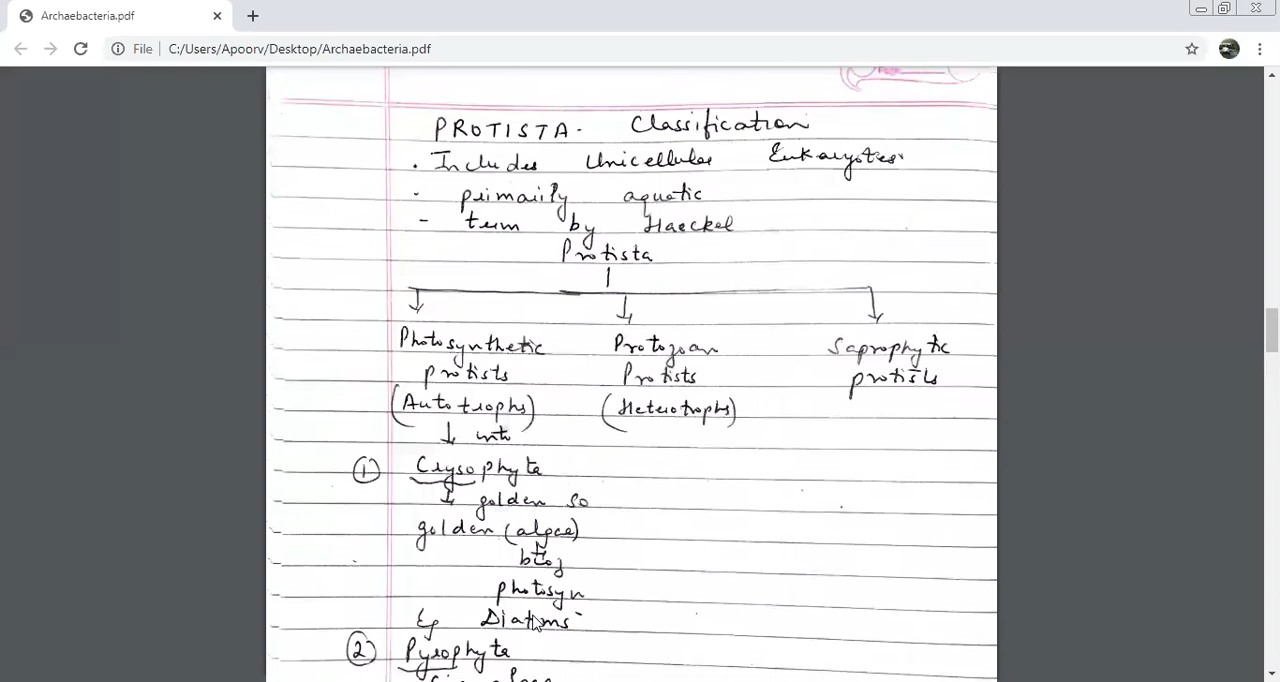 Archaebacteria.pdf
File C:/Users/Apoorv/Desktop/Archaebacteria.pdf
PROTISTA - Classification
. Includes Unicellular Eukaryotes.
- primarily aquatic
- term by Haeckel
Protista
Photosynthetic Protozoan Saprophytic
protists Protists protists
(Autotrophs) (Heterotrophs)
↓ into
① Crysophyta
↓ golden so
golden (algae)
↓
bcoz
photosyn
Eg Diatoms
② Pyrophyta